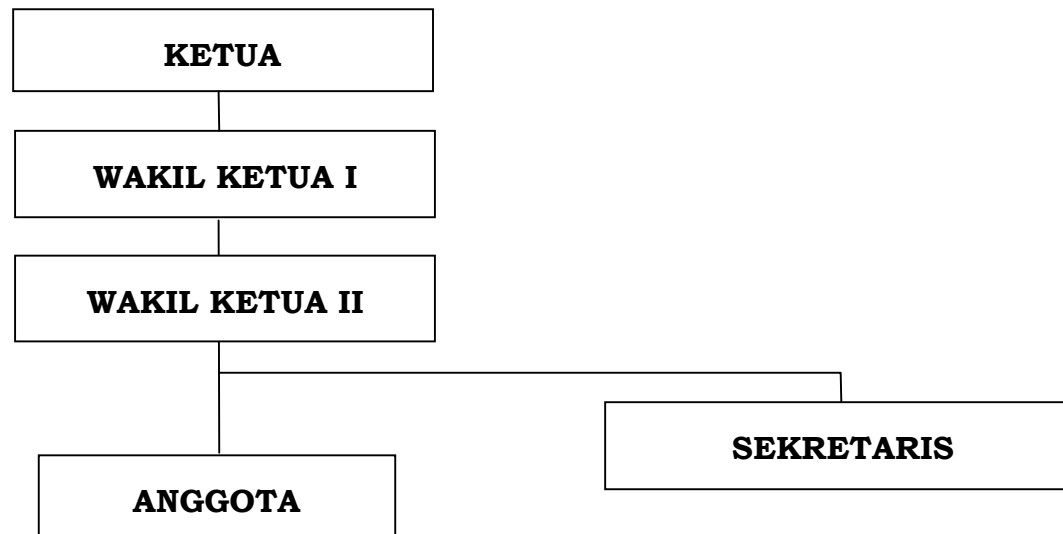 KETUA
WAKIL KETUA I
WAKIL KETUA II
SEKRETARIS
ANGGOTA